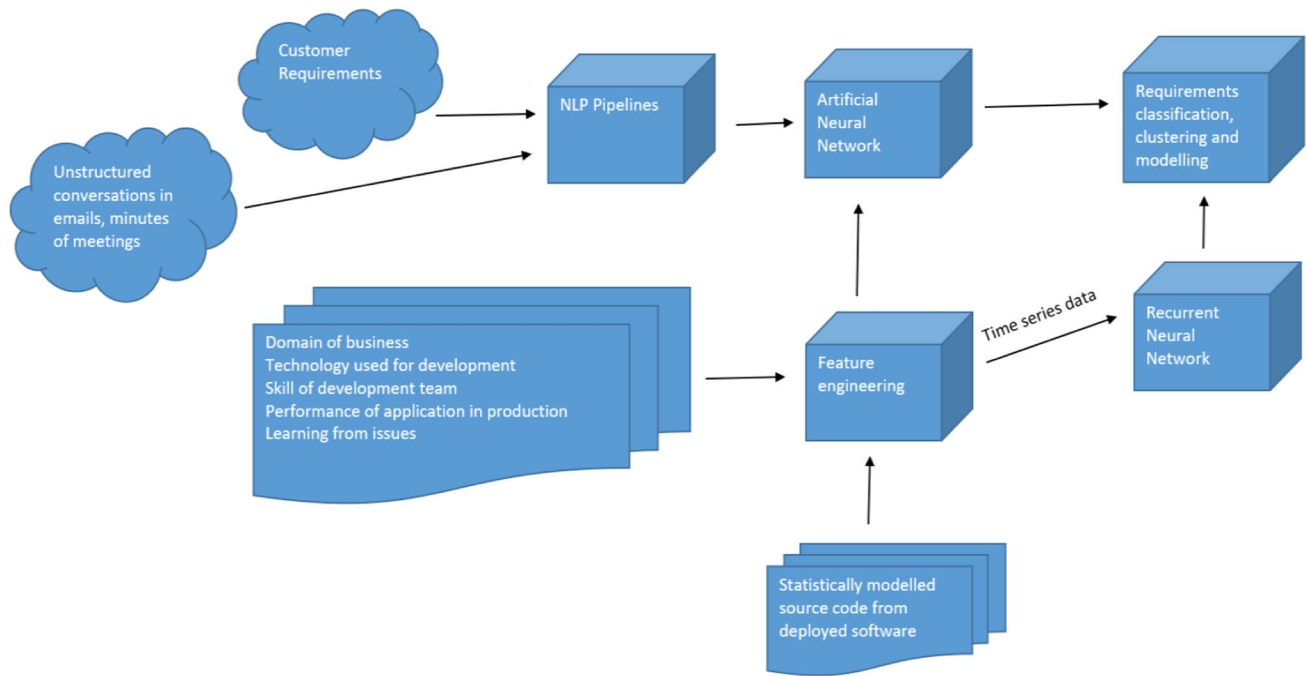 Customer
Requirements
NLP Pipelines
Artificial
Neural
Network
Requirements
classification,
clustering and
modelling
Unstructured
conversations in
emails, minutes
of meetings
Domain of business
Technology used for development
Skill of development team
Performance of application in production
Learning from issues
Feature
engineering
Time series data
Recurrent
Neural
Network
Statistically modelled
source code from
deployed software